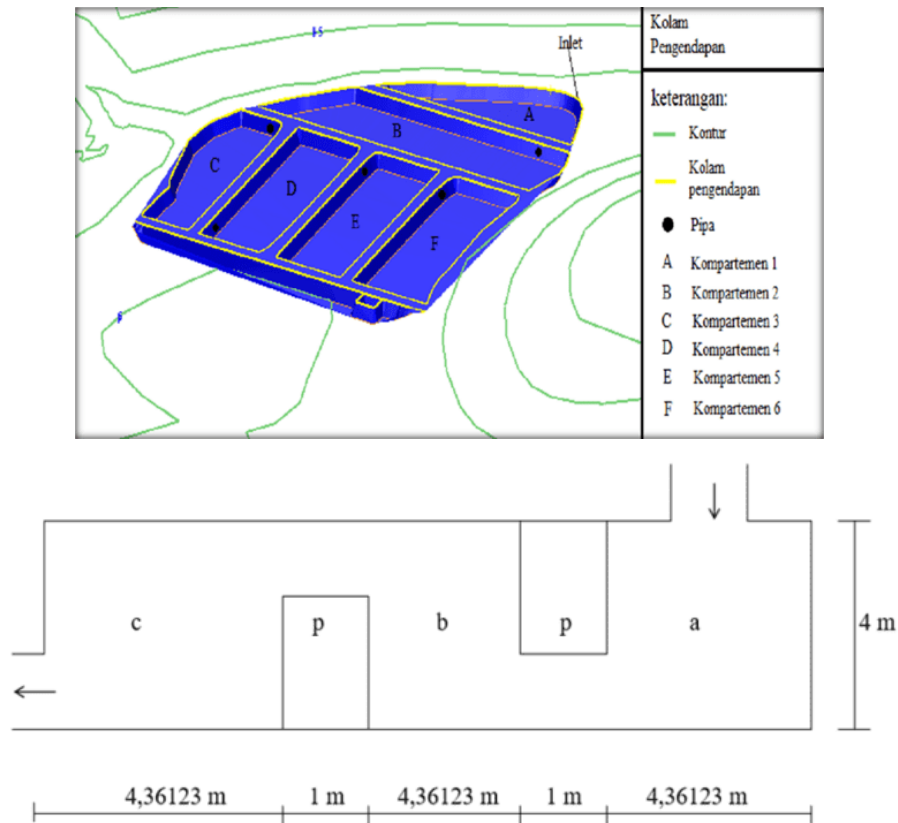 Kolam
Pengendapan
Inlet
15
keterangan:
Kontur
Kolam
pengendapan
Pipa
A Kompartemen 1
B Kompartemen 2
C Kompartemen 3
D Kompartemen 4
E Kompartemen 5
F Kompartemen 6
A
B
C
D
E
F
c p b p a 4 m
4,36123 m 1 m 4,36123 m 1 m 4,36123 m